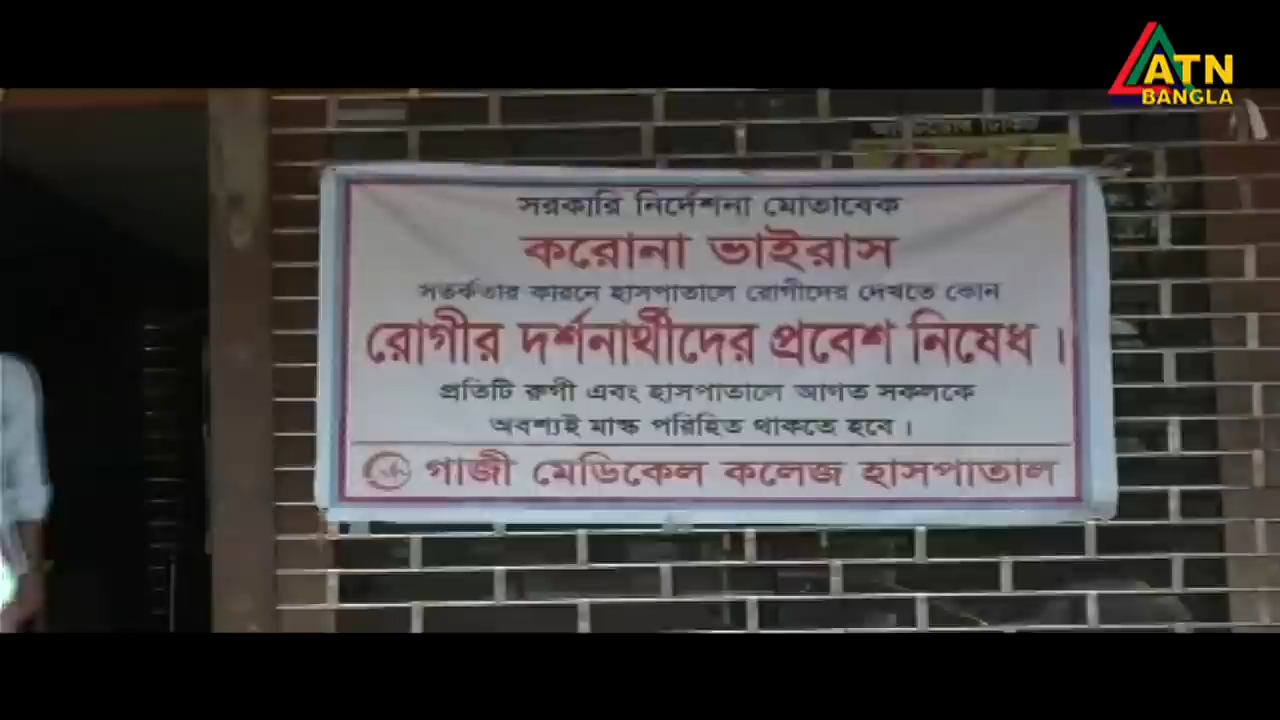 ATN
BANGLA
সরকারি নির্দেশনা মোতাবেক
করোনা ভাইরাস
সতর্কতার কারনে হাসপাতালে রোগীদের দেখতে কোন
রোগীর দর্শনার্থীদের প্রবেশ নিষেধ।
প্রতিটি রুগী এবং হাসপাতালে আগত সকলকে
অবশ্যই মাস্ক পরিহিত থাকতে হবে।
গাজী মেডিকেল কলেজ হাসপাতাল